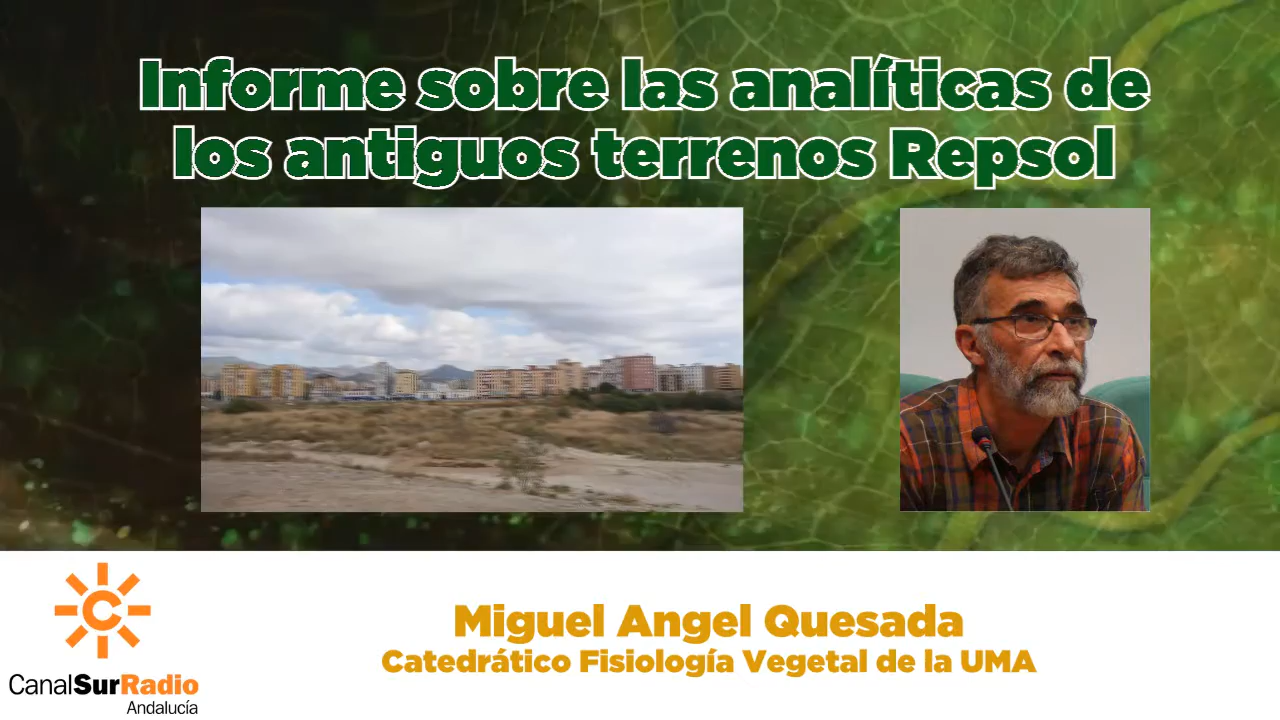 Informe sobre las analíticas de
los antiguos terrenos Repsol
Miguel Angel Quesada
Catedrático Fisiología Vegetal de la UMA
CanalSurRadio
Andalucía